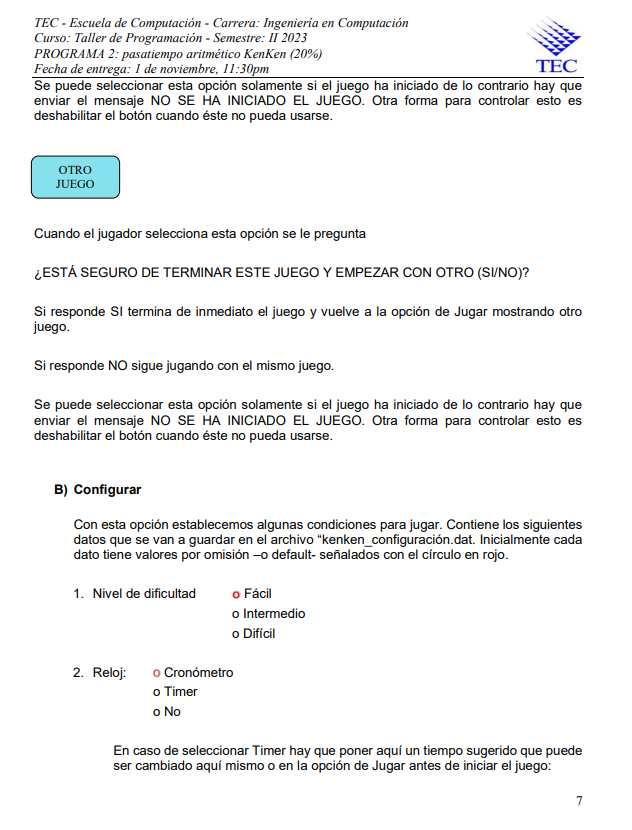 TEC - Escuela de Computación - Carrera: Ingeniería en Computación
Curso: Taller de Programación - Semestre: II 2023
PROGRAMA 2: pasatiempo aritmético KenKen (20%)
Fecha de entrega: 1 de noviembre, 11:30pm
TEC
Se puede seleccionar esta opción solamente si el juego ha iniciado de lo contrario hay que
enviar el mensaje NO SE HA INICIADO EL JUEGO. Otra forma para controlar esto es
deshabilitar el botón cuando éste no pueda usarse.
OTRO
JUEGO
Cuando el jugador selecciona esta opción se le pregunta
¿ESTÁ SEGURO DE TERMINAR ESTE JUEGO Y EMPEZAR CON OTRO (SI/NO)?
Si responde SI termina de inmediato el juego y vuelve a la opción de Jugar mostrando otro
juego.
Si responde NO sigue jugando con el mismo juego.
Se puede seleccionar esta opción solamente si el juego ha iniciado de lo contrario hay que
enviar el mensaje NO SE HA INICIADO EL JUEGO. Otra forma para controlar esto es
deshabilitar el botón cuando éste no pueda usarse.
B) Configurar
Con esta opción establecemos algunas condiciones para jugar. Contiene los siguientes
datos que se van a guardar en el archivo “kenken_configuración.dat. Inicialmente cada
dato tiene valores por omisión –o default- señalados con el círculo en rojo.
1. Nivel de dificultad o Fácil
o Intermedio
o Difícil
2. Reloj: o Cronómetro
o Timer
o No
En caso de seleccionar Timer hay que poner aquí un tiempo sugerido que puede
ser cambiado aquí mismo o en la opción de Jugar antes de iniciar el juego:
7